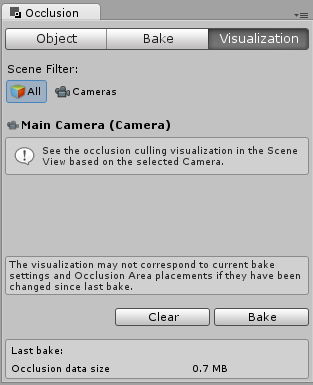 Occlusion
Object Bake Visualization
Scene Filter:
All Cameras
Main Camera (Camera)
See the occlusion culling visualization in the Scene
View based on the selected Camera.
The visualization may not correspond to current bake
settings and Occlusion Area placements if they have been
changed since last bake.
Clear Bake
Last bake:
Occlusion data size 0.7 MB